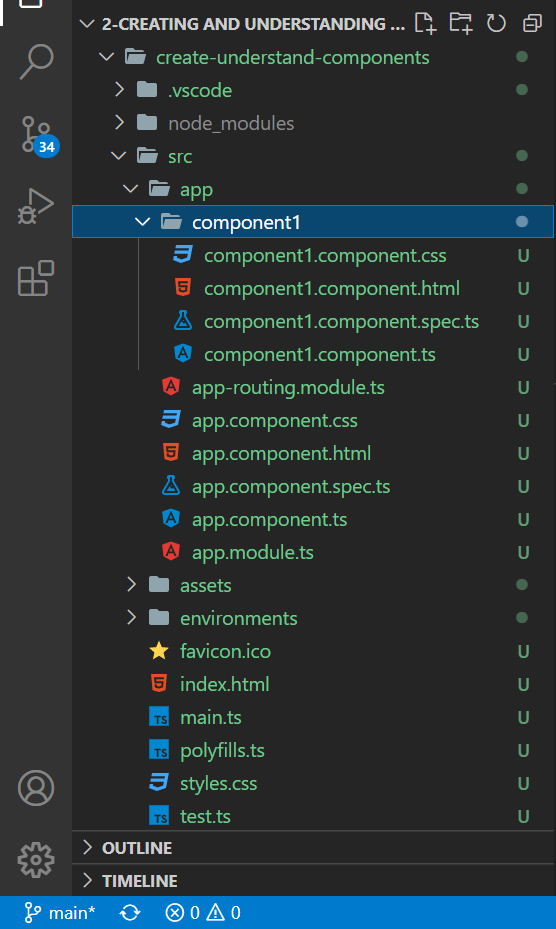 2-CREATING AND UNDERSTANDING ...
create-understand-components
.vscode
node_modules
34
src
app
component1
component1.component.css U
component1.component.html U
component1.component.spec.ts U
component1.component.ts U
app-routing.module.ts U
app.component.css U
app.component.html U
app.component.spec.ts U
app.component.ts U
app.module.ts U
assets
environments
favicon.ico U
index.html U
TS main.ts U
TS polyfills.ts U
styles.css U
TS test.ts U
OUTLINE
TIMELINE
main* 0 0